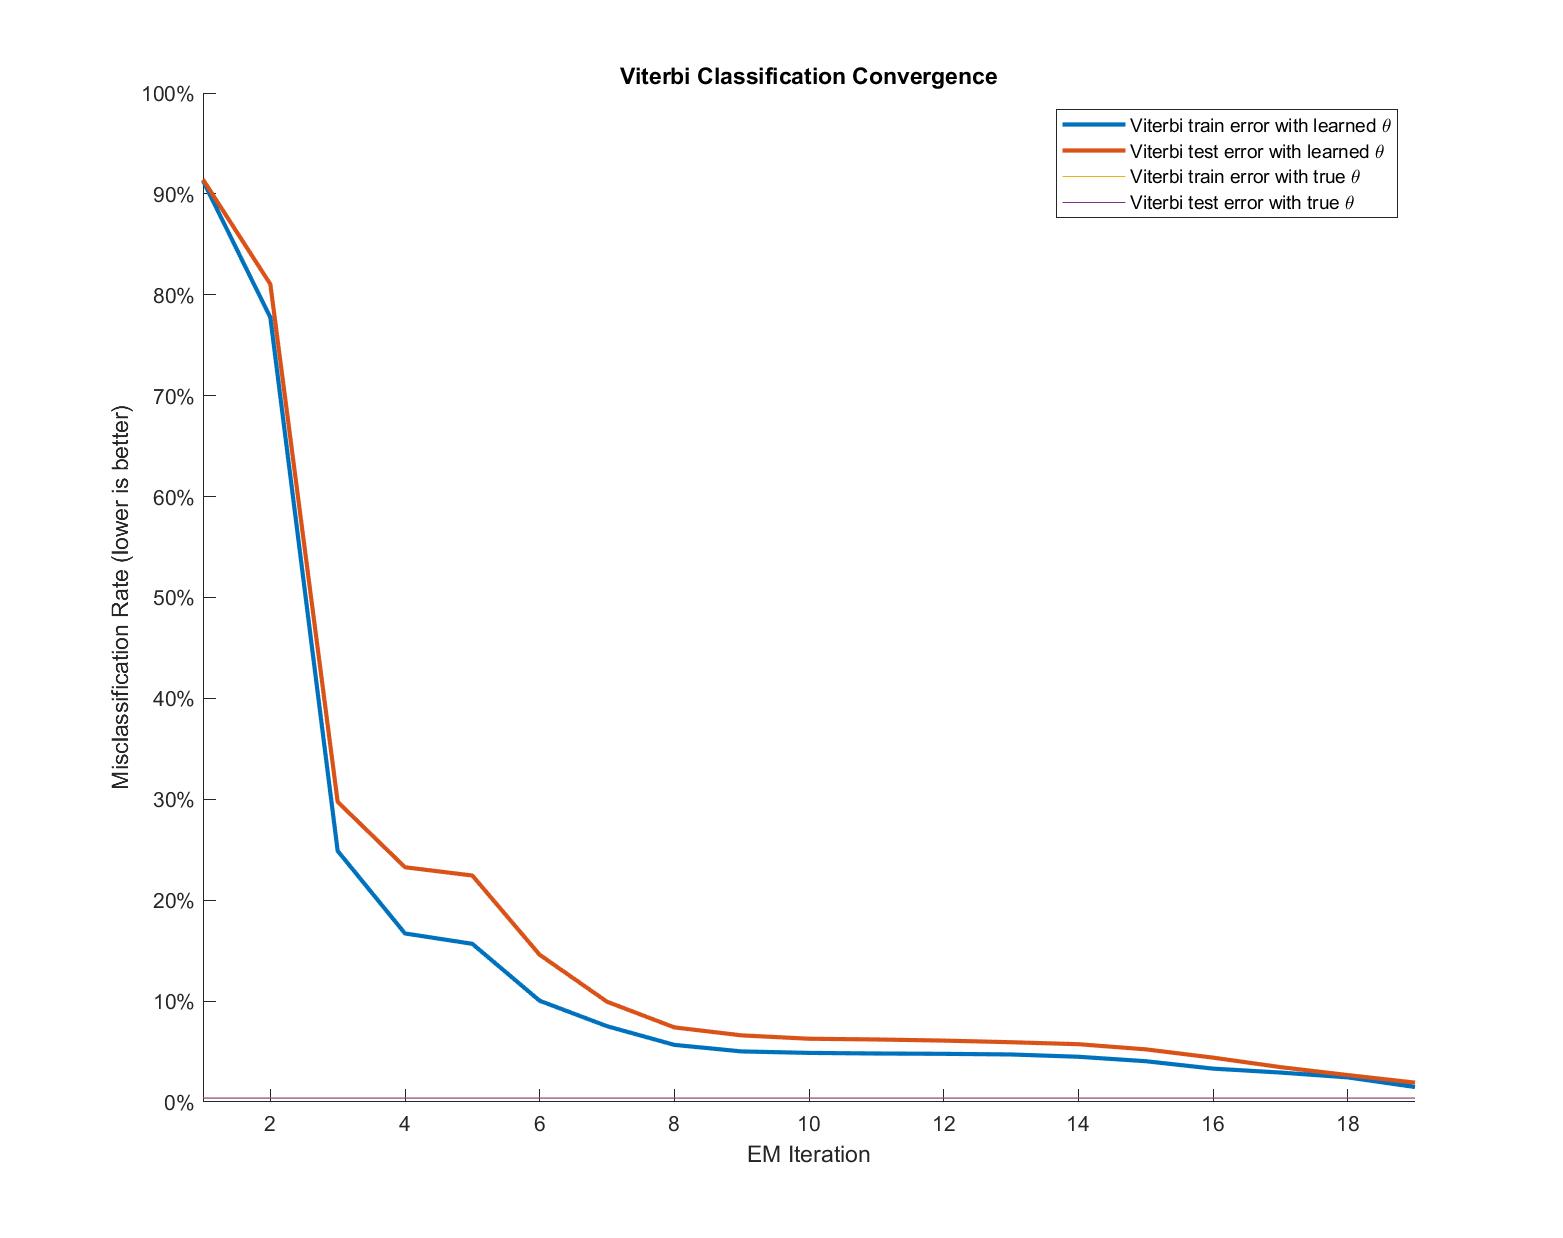 Viterbi Classification Convergence
100%
90%
80%
70%
60%
50%
40%
30%
20%
10%
0%
Misclassification Rate (lower is better)
Viterbi train error with learned θ
Viterbi test error with learned θ
Viterbi train error with true θ
Viterbi test error with true θ
2 4 6 8 10 12 14 16 18
EM Iteration